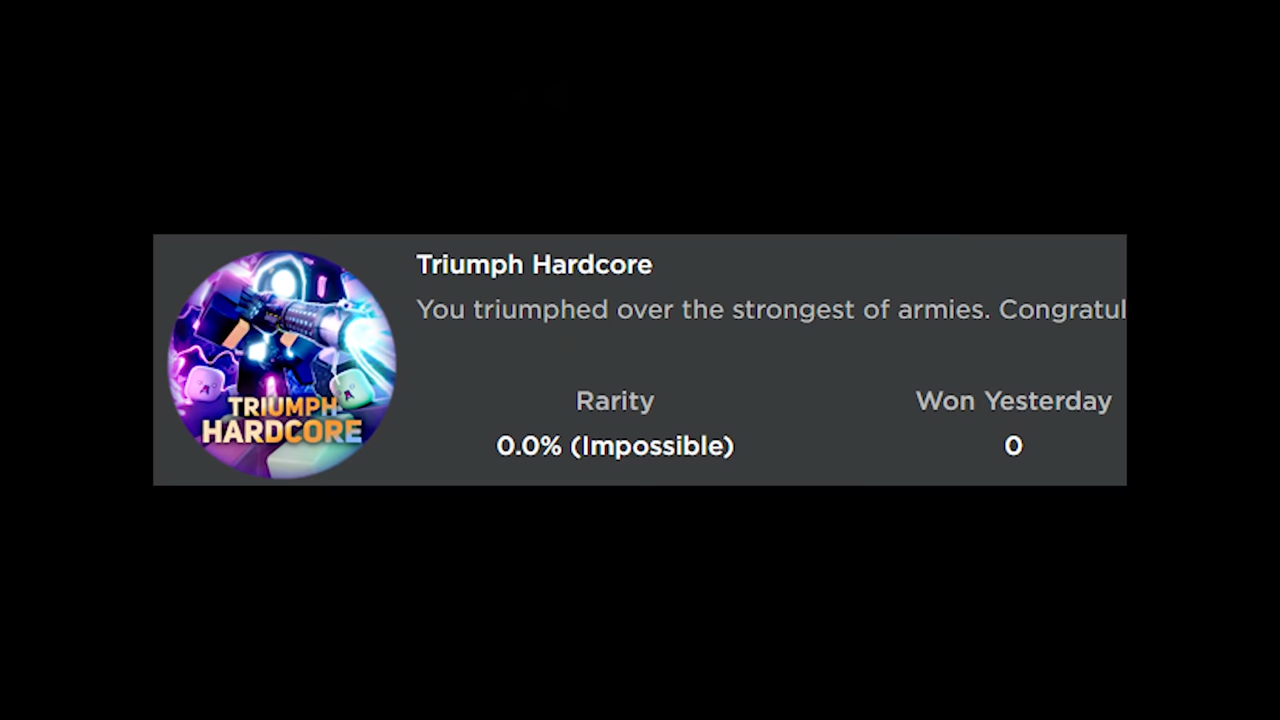 Triumph Hardcore
You triumphed over the strongest of armies. Congratul
Rarity
Won Yesterday
0.0% (Impossible)
0
TRIUMPH
HARDCORE